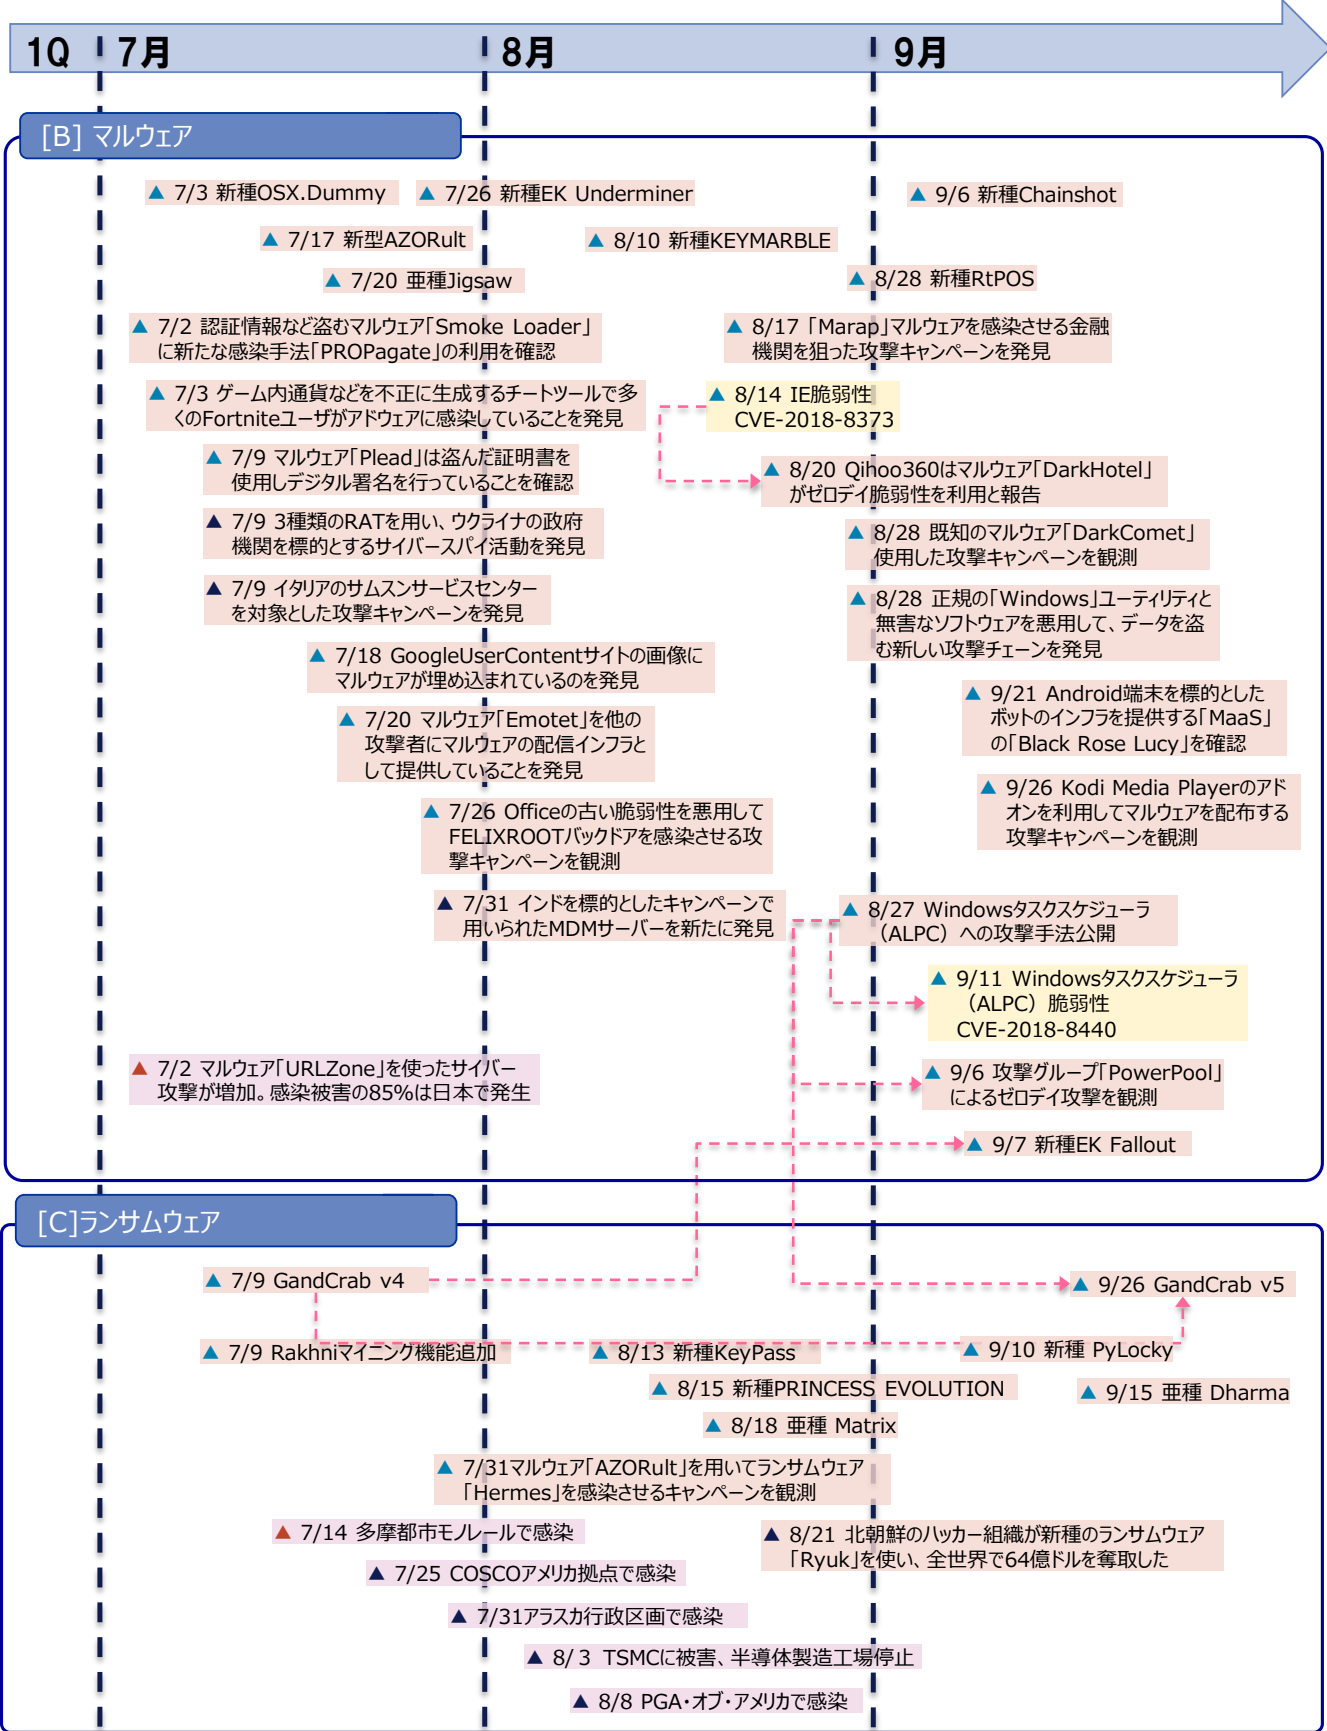 1Q 7月 8月 9月
[B] マルウェア
▲ 7/3 新種OSX.Dummy
▲ 7/26 新種EK Underminer
▲ 9/6 新種Chainshot
▲ 7/17 新型AZORult
▲ 8/10 新種KEYMARBLE
▲ 7/20 亜種Jigsaw
▲ 8/28 新種RtPOS
▲ 7/2 認証情報など盗むマルウェア「Smoke Loader」
に新たな感染手法「PROPagate」の利用を確認
▲ 8/17 「Marap」マルウェアを感染させる金融
機関を狙った攻撃キャンペーンを発見
▲ 7/3 ゲーム内通貨などを不正に生成するチートツールで多
くのFortniteユーザがアドウェアに感染していることを発見
▲ 8/14 IE脆弱性
CVE-2018-8373
▲ 7/9 マルウェア「Plead」は盗んだ証明書を
使用しデジタル署名を行っていることを確認
▲ 8/20 Qihoo360はマルウェア「DarkHotel」
がゼロデイ脆弱性を利用と報告
▲ 7/9 3種類のRATを用い、ウクライナの政府
機関を標的とするサイバースパイ活動を発見
▲ 8/28 既知のマルウェア「DarkComet」
使用した攻撃キャンペーンを観測
▲ 7/9 イタリアのサムスンサービスセンター
を対象とした攻撃キャンペーンを発見
▲ 8/28 正規の「Windows」ユーティリティと
無害なソフトウェアを悪用して、データを盗
む新しい攻撃チェーンを発見
▲ 7/18 GoogleUserContentサイトの画像に
マルウェアが埋め込まれているのを発見
▲ 9/21 Android端末を標的とした
ボットのインフラを提供する「MaaS」
の「Black Rose Lucy」を確認
▲ 7/20 マルウェア「Emotet」を他の
攻撃者にマルウェアの配信インフラと
して提供していることを発見
▲ 9/26 Kodi Media Playerのアド
オンを利用してマルウェアを配布する
攻撃キャンペーンを観測
▲ 7/26 Officeの古い脆弱性を悪用して
FELIXROOTバックドアを感染させる攻
撃キャンペーンを観測
▲ 7/31 インドを標的としたキャンペーンで
用いられたMDMサーバーを新たに発見
▲ 8/27 Windowsタスクスケジューラ
（ALPC）への攻撃手法公開
▲ 9/11 Windowsタスクスケジューラ
（ALPC）脆弱性
CVE-2018-8440
▲ 7/2 マルウェア「URLZone」を使ったサイバー
攻撃が増加。感染被害の85%は日本で発生
▲ 9/6 攻撃グループ「PowerPool」
によるゼロデイ攻撃を観測
▲ 9/7 新種EK Fallout
[C]ランサムウェア
▲ 7/9 GandCrab v4
▲ 9/26 GandCrab v5
▲ 7/9 Rakhniマイニング機能追加
▲ 8/13 新種KeyPass
▲ 9/10 新種 PyLocky
▲ 8/15 新種PRINCESS EVOLUTION
▲ 9/15 亜種 Dharma
▲ 8/18 亜種 Matrix
▲ 7/31マルウェア「AZORult」を用いてランサムウェア
「Hermes」を感染させるキャンペーンを観測
▲ 7/14 多摩都市モノレールで感染
▲ 8/21 北朝鮮のハッカー組織が新種のランサムウェア
「Ryuk」を使い、全世界で64億ドルを奪取した
▲ 7/25 COSCOアメリカ拠点で感染
▲ 7/31アラスカ行政区画で感染
▲ 8/3 TSMCに被害、半導体製造工場停止
▲ 8/8 PGA・オブ・アメリカで感染